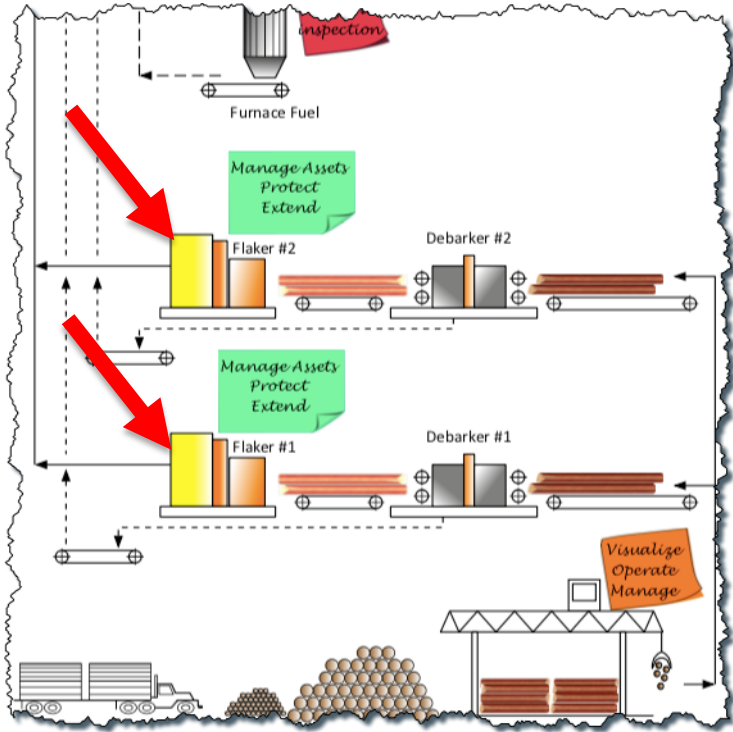 inspection
Furnace Fuel
Manage Assets
Protect
Extend
Flaker #2
Debarker #2
Manage Assets
Protect
Extend
Flaker #1
Debarker #1
Visualize
Operate
Manage